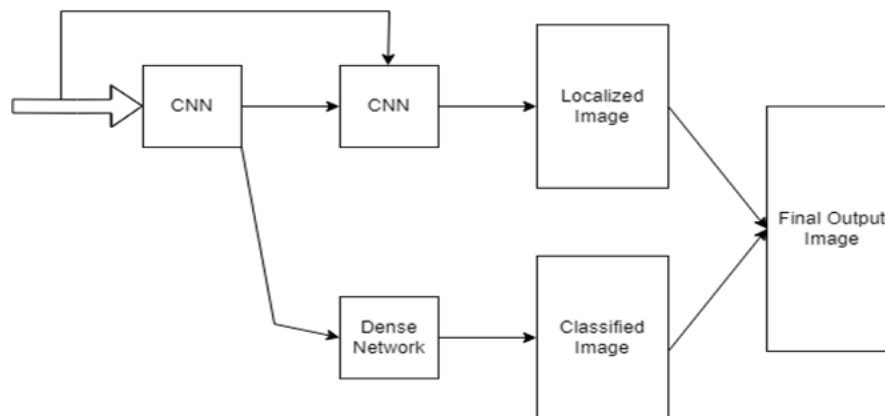 CNN
CNN
Localized
Image
Final Output
Image
Dense
Network
Classified
Image